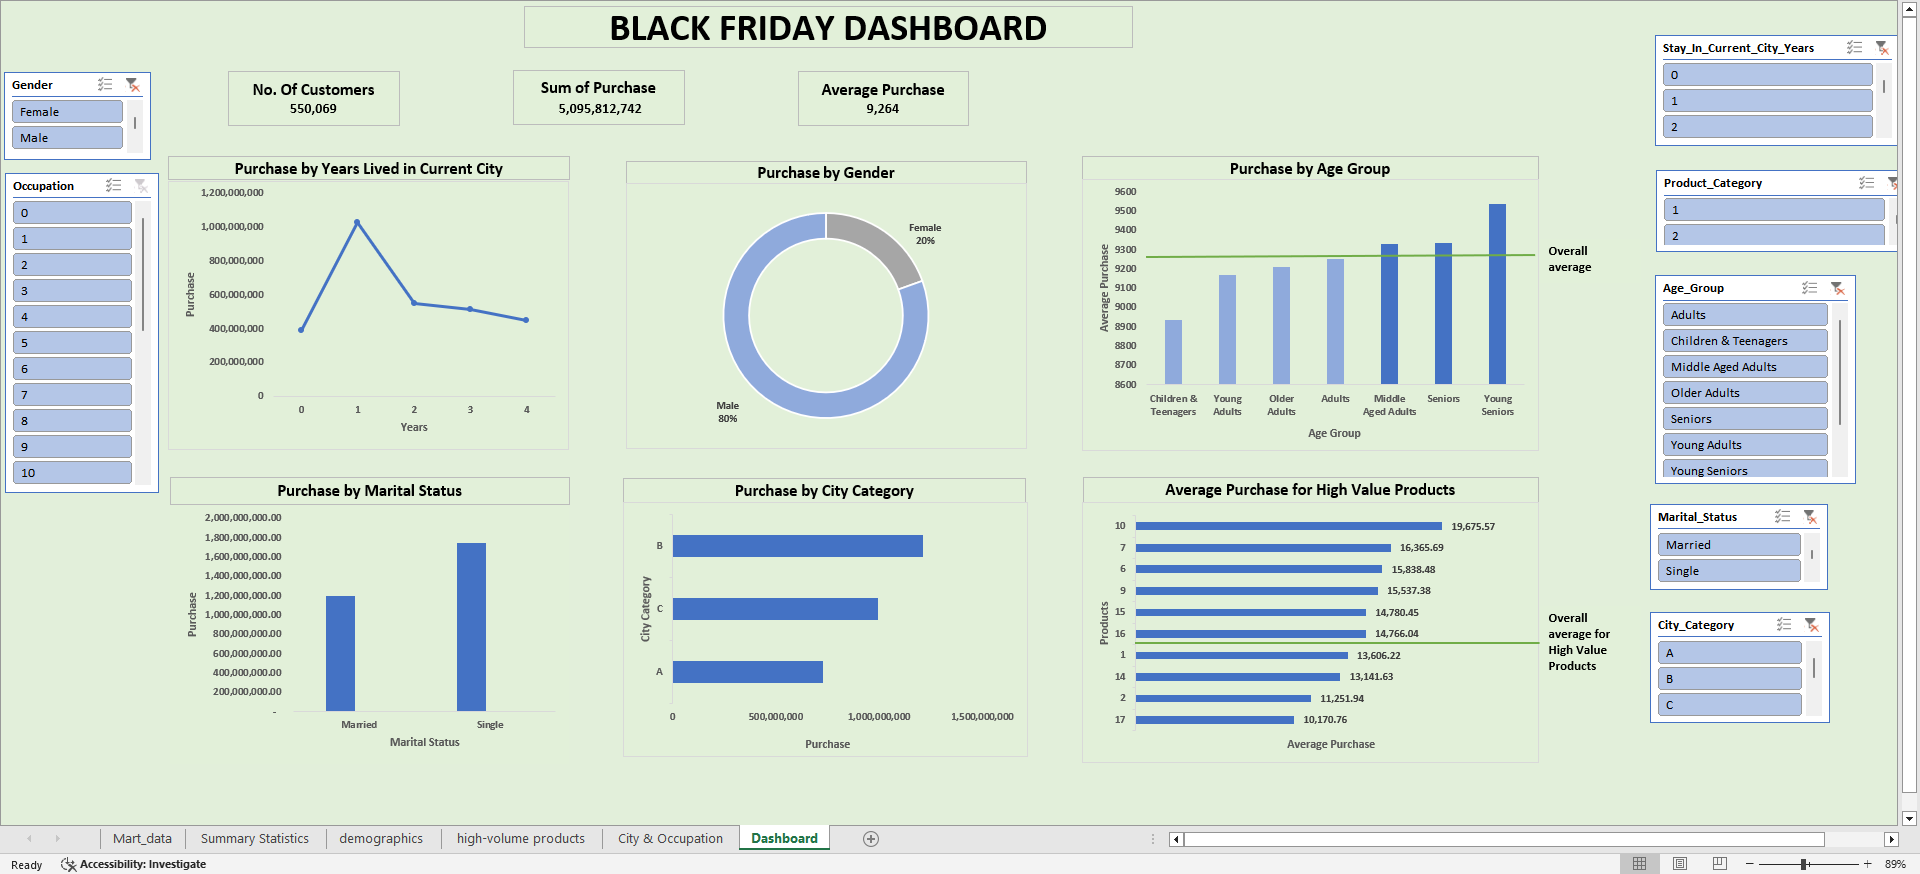 BLACK FRIDAY DASHBOARD
Gender
Female
Male
No. Of Customers
550,069
Sum of Purchase
5,095,812,742
Average Purchase
9,264
Stay_In_Current_City_Years
0
1
2
Occupation
0
1
2
3
4
5
6
7
8
9
10
Purchase by Years Lived in Current City
1,200,000,000
1,000,000,000
800,000,000
600,000,000
400,000,000
200,000,000
0
Purchase
0 1 2 3 4
Years
Purchase by Gender
Female
20%
Male
80%
Purchase by Age Group
9600
9500
9400
9300
9200
9100
9000
8900
8800
8700
8600
Average Purchase
Children & Teenagers
Young Adults
Older Adults
Adults
Middle Aged Adults
Seniors
Young Seniors
Age Group
Overall
average
Product_Category
1
2
Age_Group
Adults
Children & Teenagers
Middle Aged Adults
Older Adults
Seniors
Young Adults
Young Seniors
Purchase by Marital Status
2,000,000,000.00
1,800,000,000.00
1,600,000,000.00
1,400,000,000.00
1,200,000,000.00
1,000,000,000.00
800,000,000.00
600,000,000.00
400,000,000.00
200,000,000.00
-
Purchase
Married Single
Marital Status
Purchase by City Category
City Category
B
C
A
0 500,000,000 1,000,000,000 1,500,000,000
Purchase
Average Purchase for High Value Products
Products
10 19,675.57
7 16,365.69
6 15,838.48
9 15,537.38
15 14,780.45
16 14,766.04
1 13,606.22
14 13,141.63
2 11,251.94
17 10,170.76
Average Purchase
Overall
average for
High Value
Products
Marital_Status
Married
Single
City_Category
A
B
C
Mart_data Summary Statistics demographics high-volume products City & Occupation Dashboard
Ready Accessibility: Investigate 89%